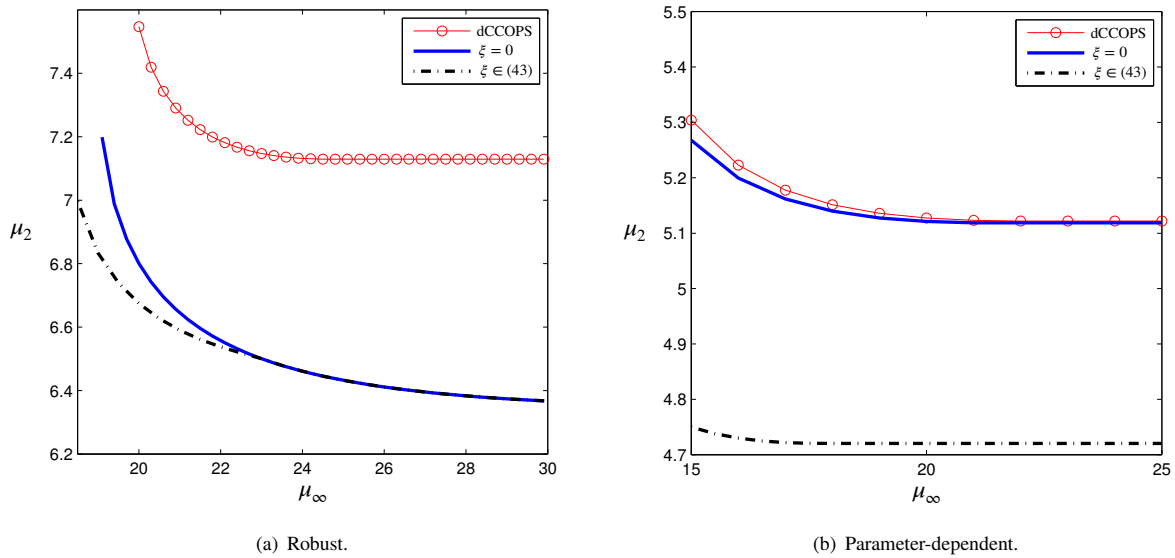 dCCOPS
ξ = 0
ξ ∈ (43)
7.4
7.2
7
6.8
6.6
6.4
6.2
μ₂
20
22
24
26
28
30
μ∞
(a) Robust.
dCCOPS
ξ = 0
ξ ∈ (43)
5.5
5.4
5.3
5.2
5.1
5
4.9
4.8
4.7
μ₂
15
20
25
μ∞
(b) Parameter-dependent.